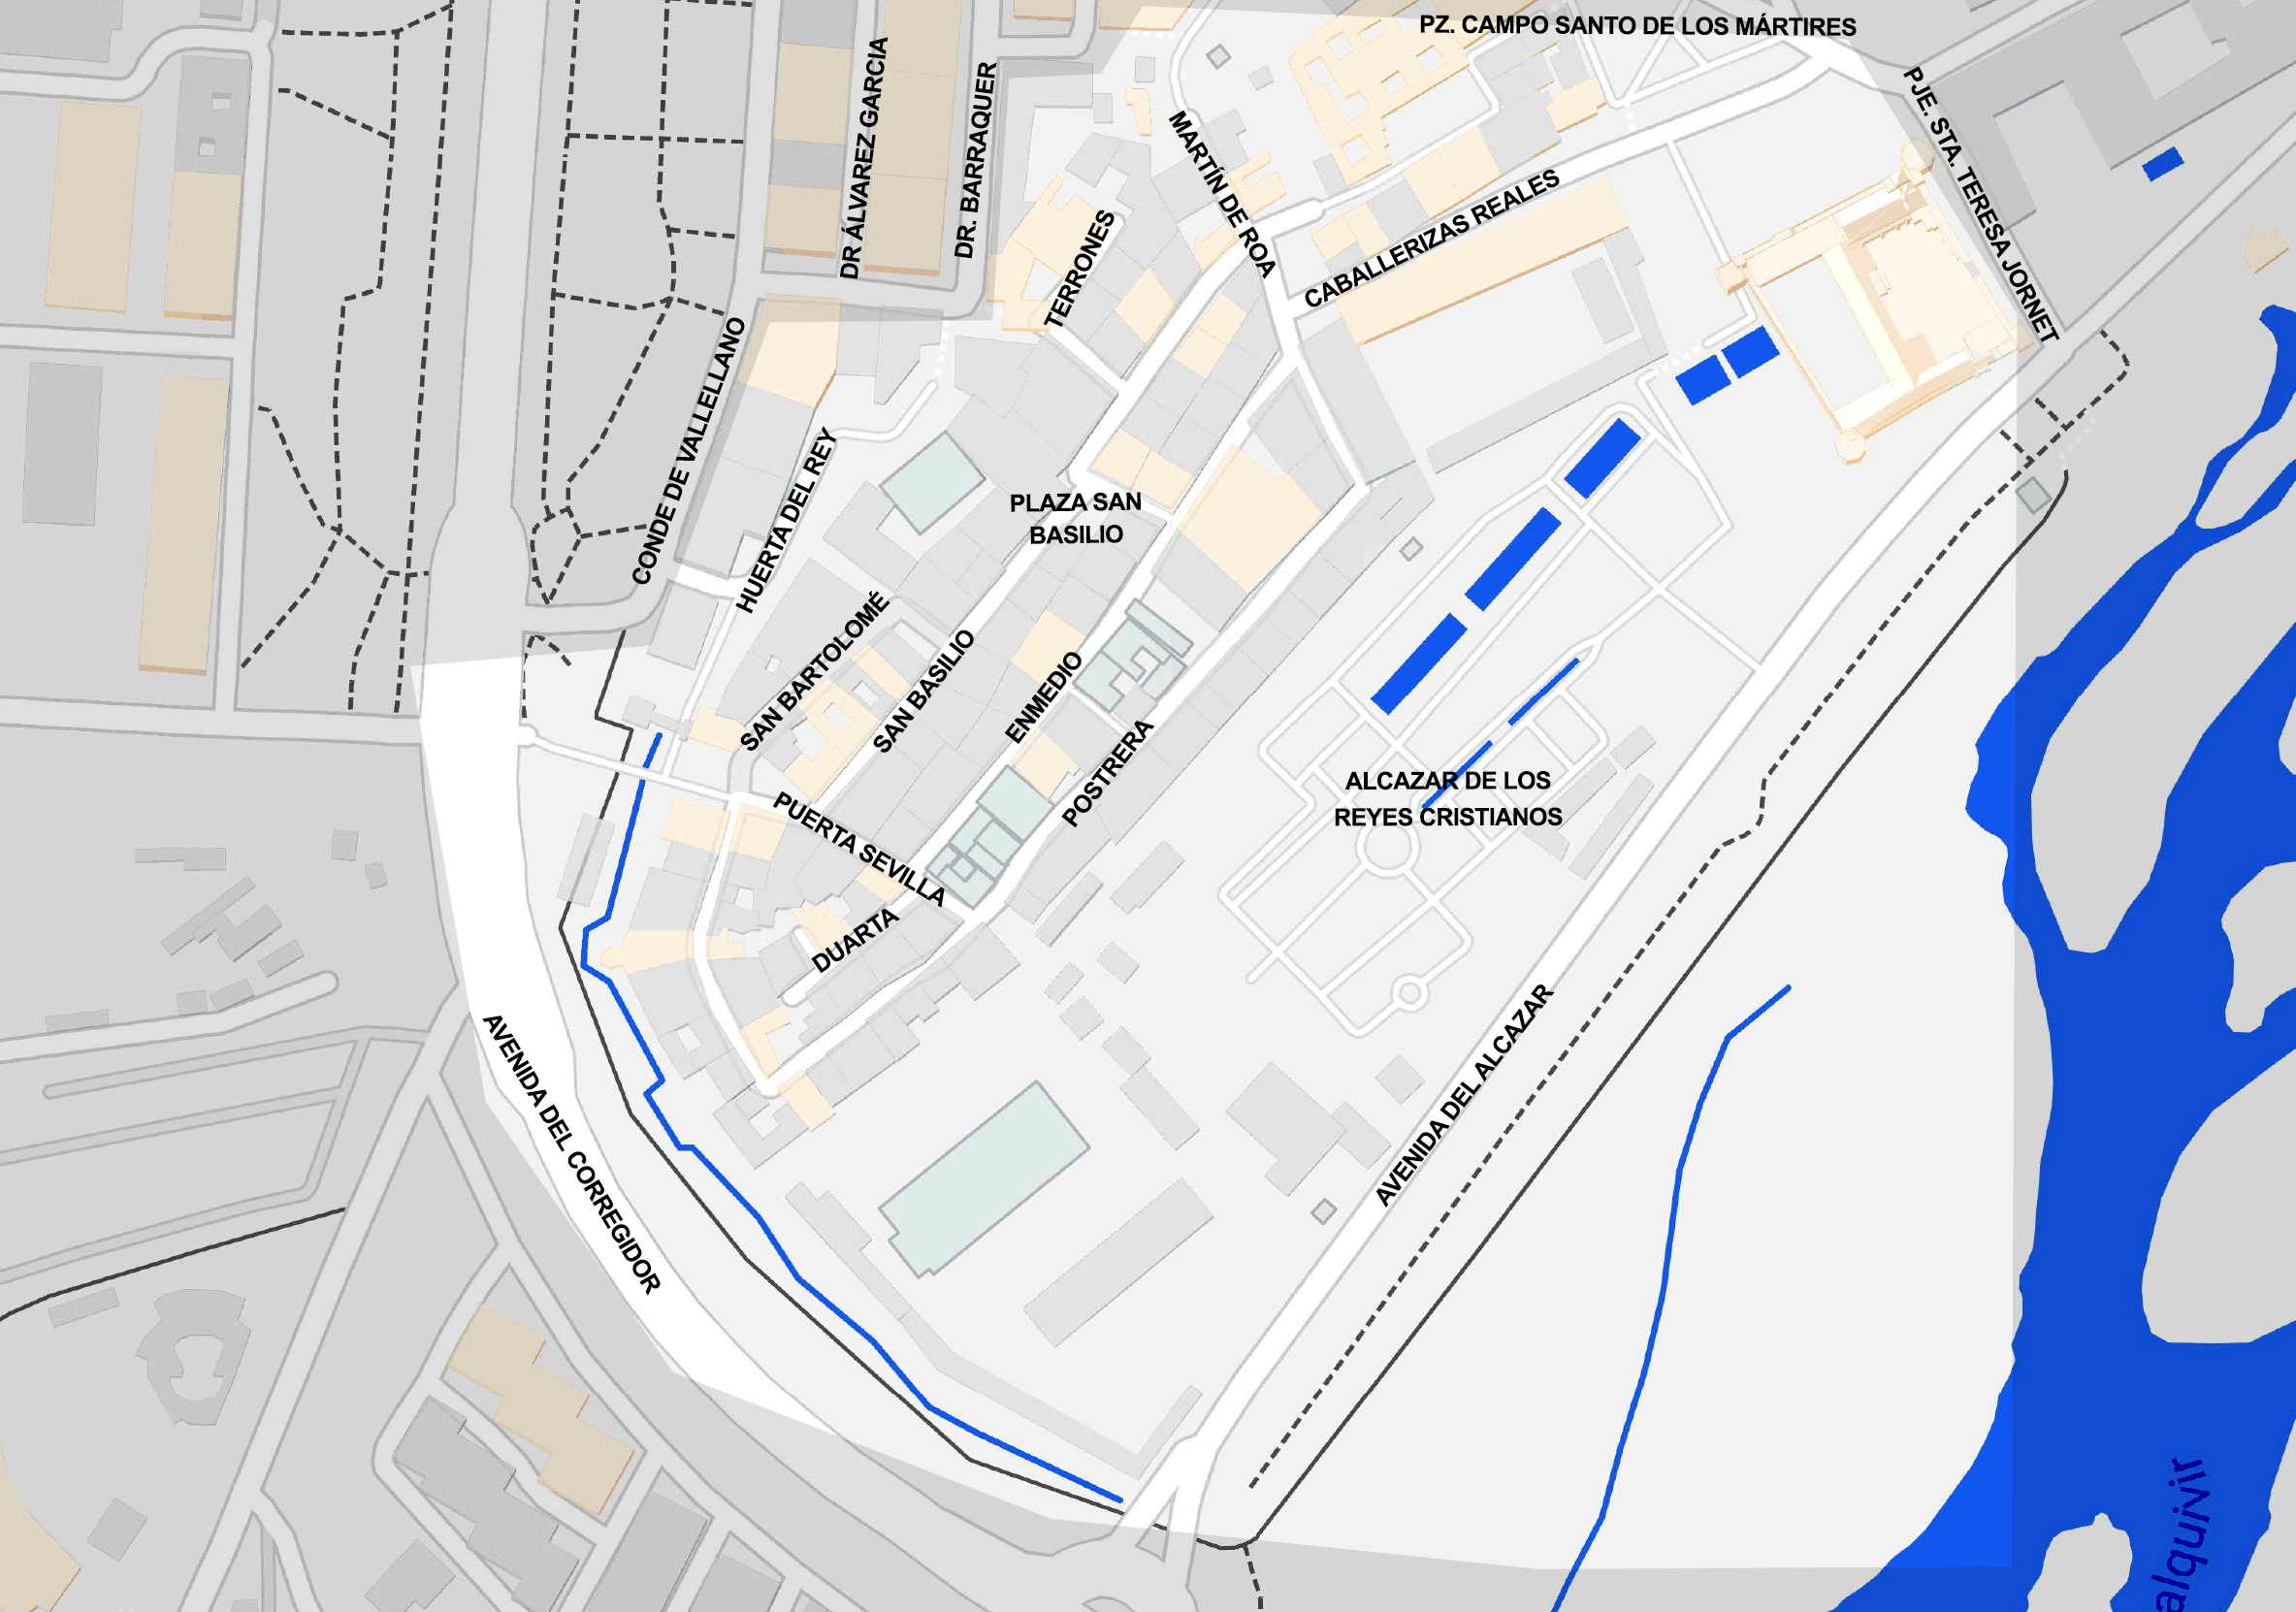 PZ. CAMPO SANTO DE LOS MÁRTIRES
DR ÁLVAREZ GARCIA
DR. BARRAQUER
MARTÍN DE ROA
PJE. STA. TERESA JORNET
TERRONES
CABALLERIZAS REALES
CONDE DE VALLELLANO
HUERTA DEL REY
PLAZA SAN
BASILIO
SAN BARTOLOMÉ
SAN BASILIO
ENMEDIO
POSTRERA
ALCAZAR DE LOS
REYES CRISTIANOS
PUERTA SEVILLA
DUARTA
AVENIDA DEL CORREGIDOR
AVENIDA DEL ALCAZAR
alquivir